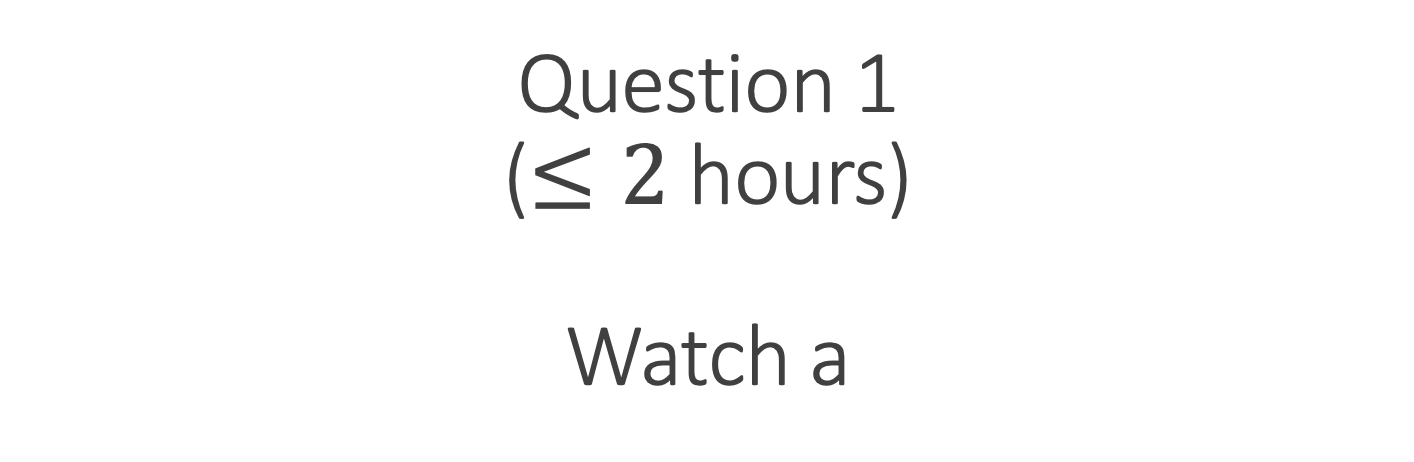 Question 1
(≤ 2 hours)
Watch a